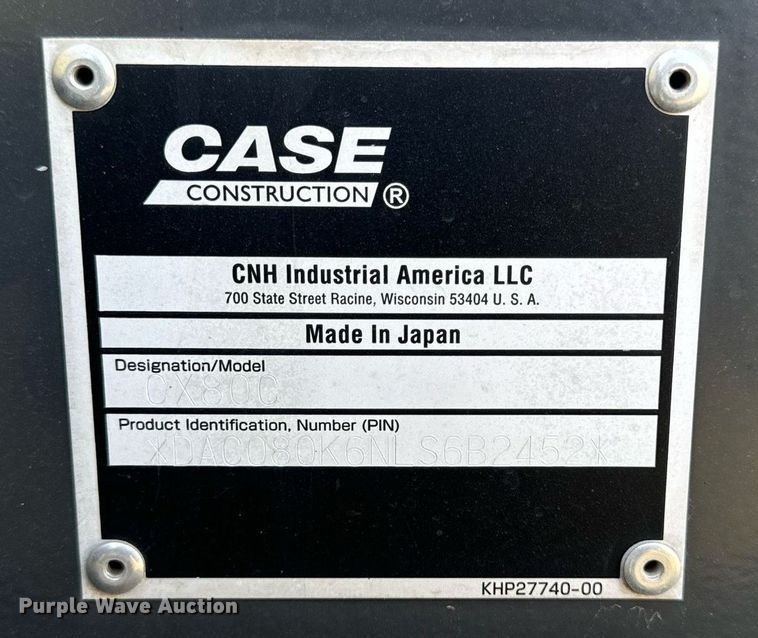 CASE
CONSTRUCTION ®
CNH Industrial America LLC
700 State Street Racine, Wisconsin 53404 U. S. A.
Made In Japan
Designation/Model
CX80C
Product Identification, Number (PIN)
*DAC080K6NLS6B2452*
KHP27740-00
Purple Wave Auction